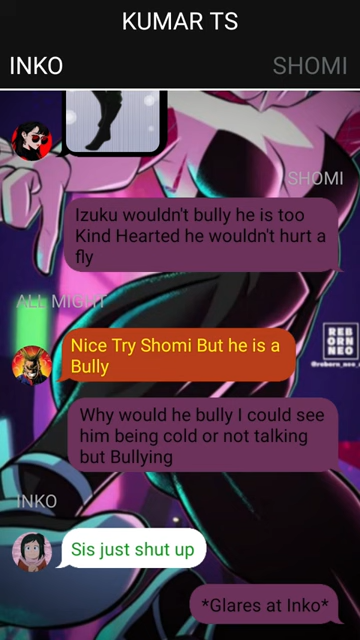 KUMAR TS
INKO
SHOMI
SHOMI
Izuku wouldn't bully he is too
Kind Hearted he wouldn't hurt a
fly
ALL MIGHT
Nice Try Shomi But he is a
Bully
REB
ORN
NEO
Why would he bully I could see
him being cold or not talking
but Bullying
INKO
Sis just shut up
*Glares at Inko*